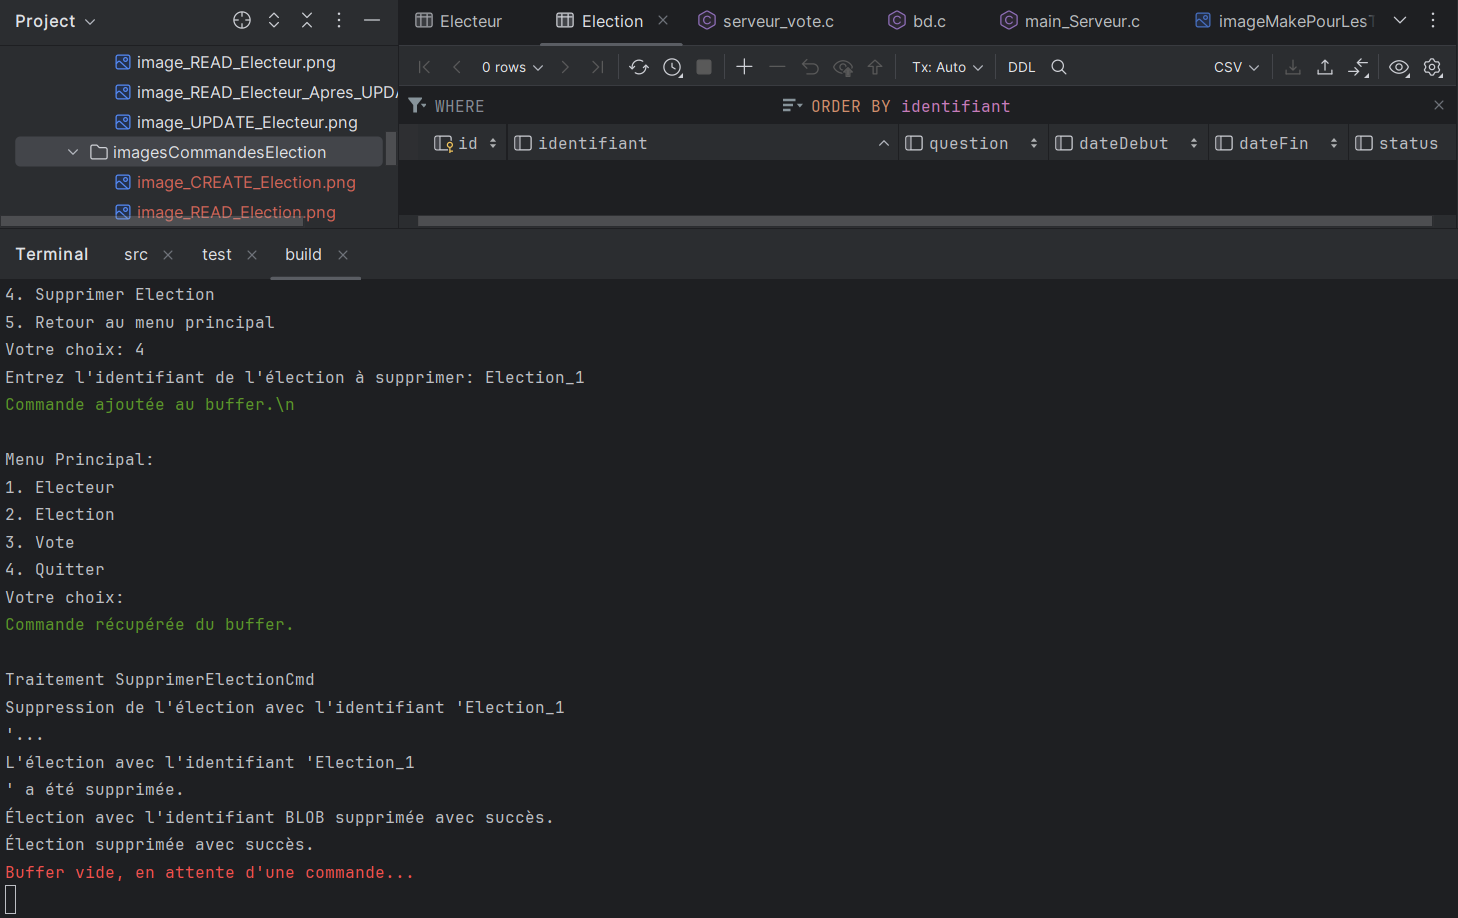 Project
Electeur
Election
serveur_vote.c
bd.c
main_Serveur.c
imageMakePourLesT
image_READ_Electeur.png
image_READ_Electeur_Apres_UPDA
image_UPDATE_Electeur.png
imagesCommandesElection
image_CREATE_Election.png
image_READ_Election.png
0 rows
Tx: Auto
DDL
CSV
WHERE
ORDER BY identifiant
id
identifiant
question
dateDebut
dateFin
status
Terminal
src
test
build
4. Supprimer Election
5. Retour au menu principal
Votre choix: 4
Entrez l'identifiant de l'élection à supprimer: Election_1
Commande ajoutée au buffer.\n
Menu Principal:
1. Electeur
2. Election
3. Vote
4. Quitter
Votre choix:
Commande récupérée du buffer.
Traitement SupprimerElectionCmd
Suppression de l'élection avec l'identifiant 'Election_1
'...
L'élection avec l'identifiant 'Election_1
' a été supprimée.
Élection avec l'identifiant BLOB supprimée avec succès.
Élection supprimée avec succès.
Buffer vide, en attente d'une commande...